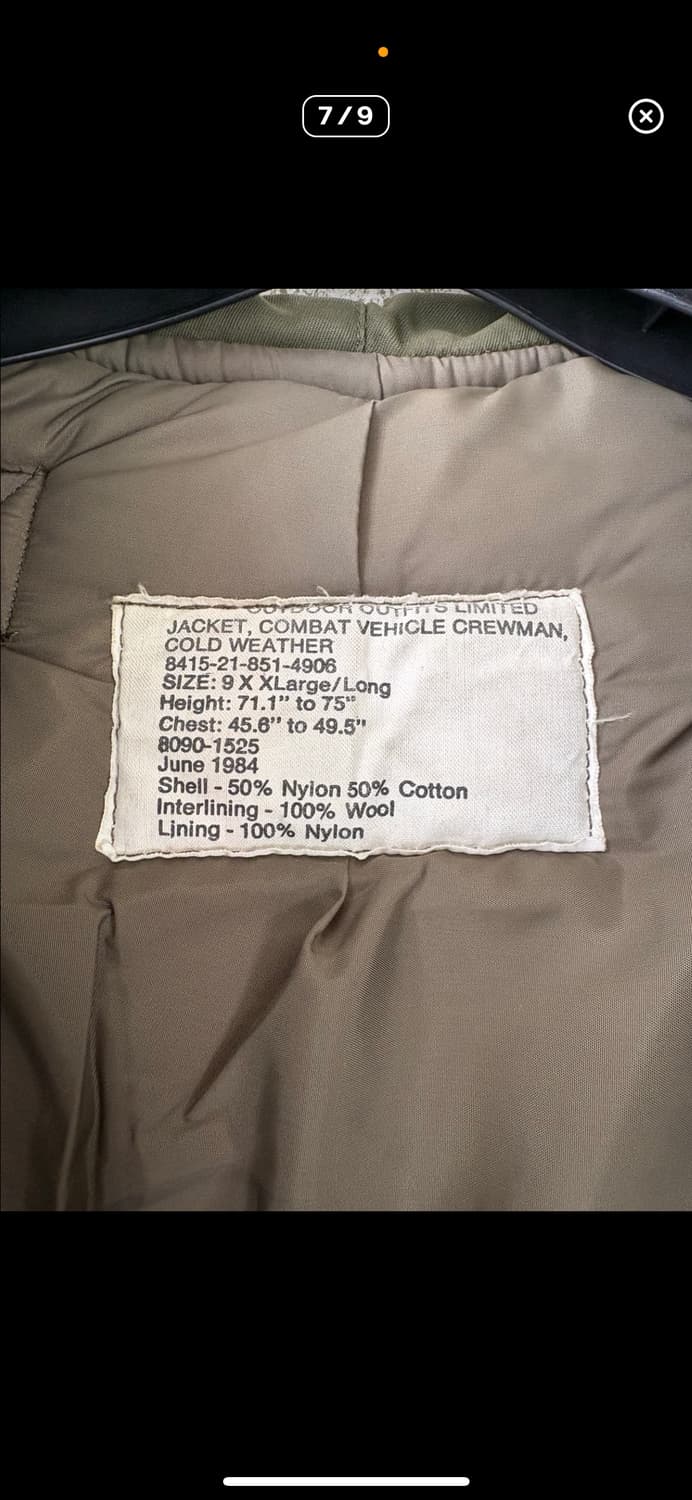 7/9
OUTDOOR OUTFITS LIMITED
JACKET, COMBAT VEHICLE CREWMAN,
COLD WEATHER
8415-21-851-4906
SIZE: 9 X XLarge/Long
Height: 71.1" to 75"
Chest: 45.6" to 49.5"
8090-1525
June 1984
Shell - 50% Nylon 50% Cotton
Interlining - 100% Wool
Lining - 100% Nylon